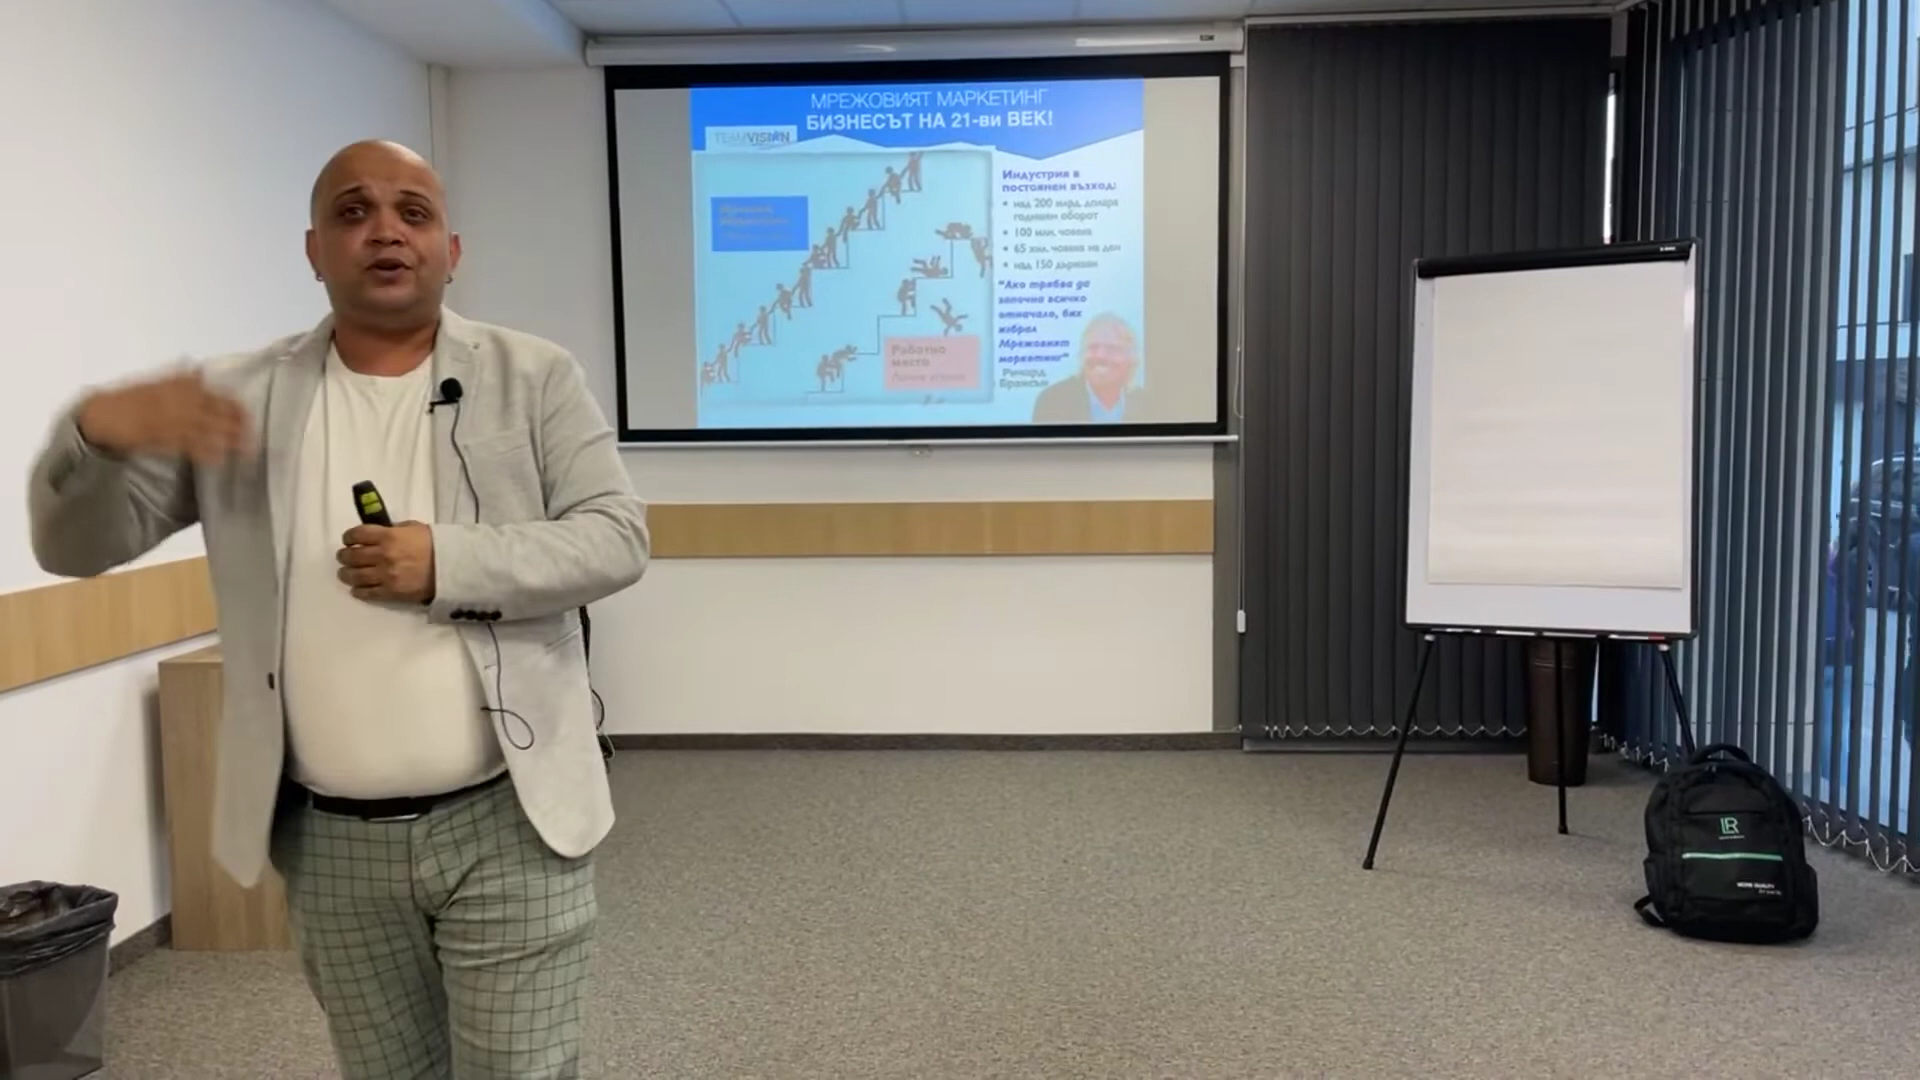 МРЕЖОВИЯТ МАРКЕТИНГ
БИЗНЕСЪТ НА 21-ви ВЕК!
TEAMVISION
Индустрия в
постоянен възход:
• над 200 млрд. долара
годишен оборот
• 100 млн. човека
• 65 хил. човека на ден
• над 150 държави
"Ако трябва да
започна всичко
отначало, бих
избрал
Мрежовият
маркетинг"
Ричард
Брансън
Работно
място
LR